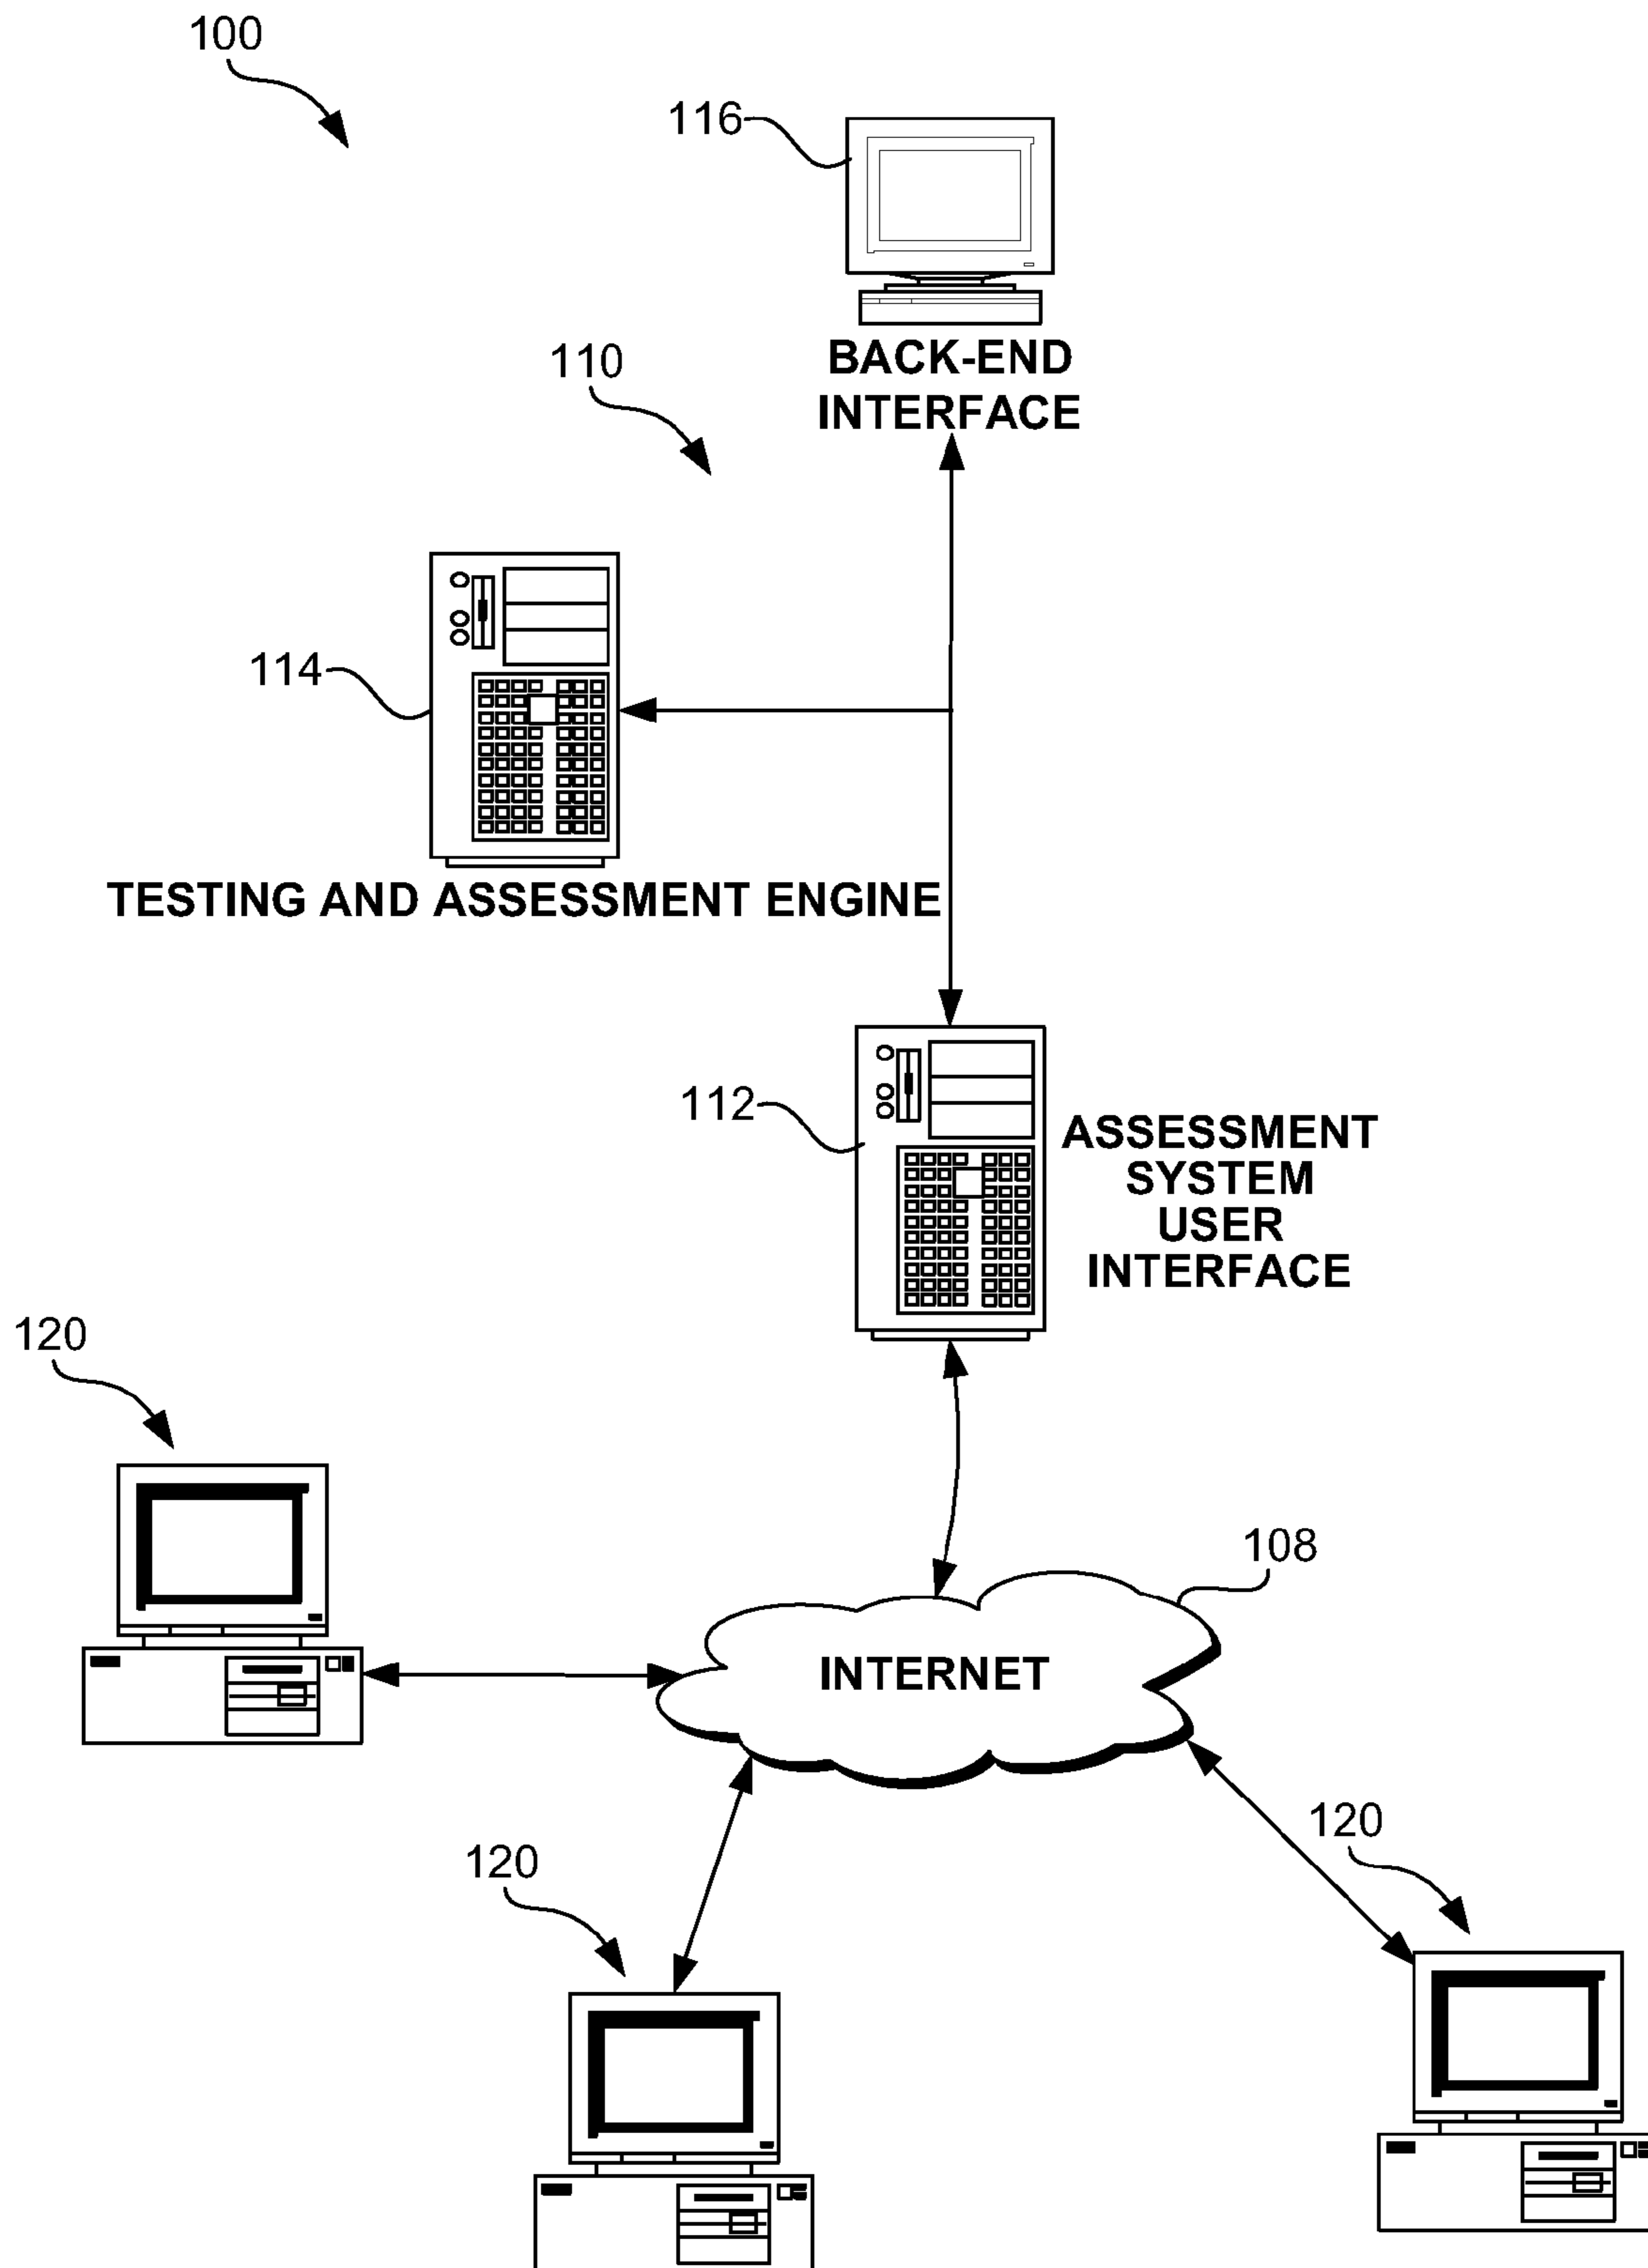 100
116
BACK-END
INTERFACE
110
114
TESTING AND ASSESSMENT ENGINE
112
ASSESSMENT
SYSTEM
USER
INTERFACE
120
108
INTERNET
120
120